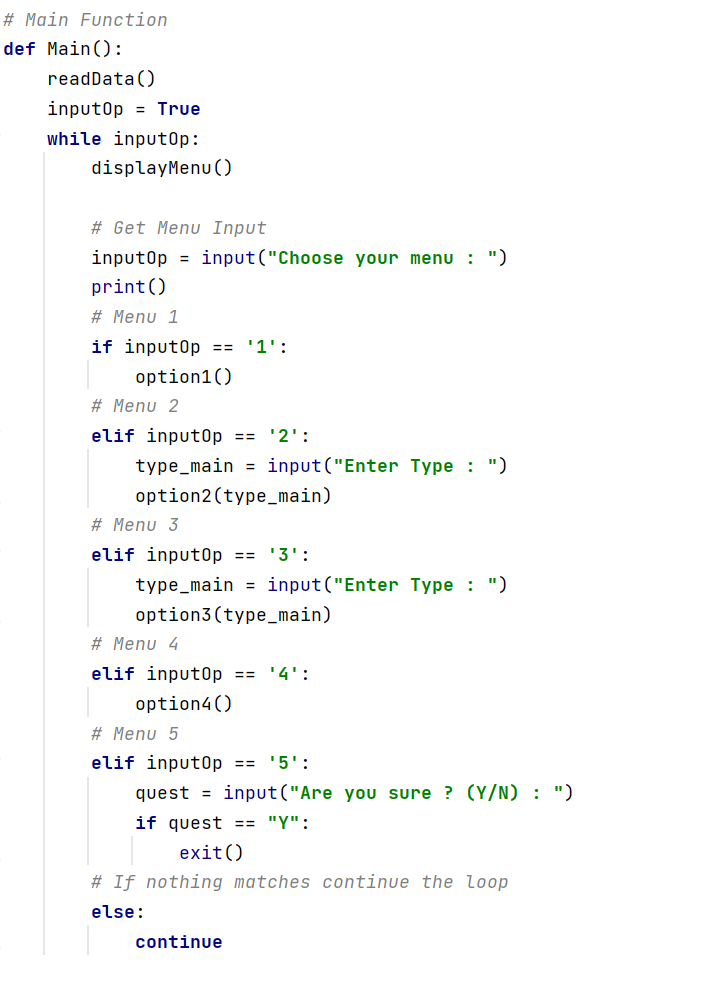 # Main Function
def Main():
    readData()
    inputOp = True
    while inputOp:
        displayMenu()

        # Get Menu Input
        inputOp = input("Choose your menu : ")
        print()
        # Menu 1
        if inputOp == '1':
            option1()
        # Menu 2
        elif inputOp == '2':
            type_main = input("Enter Type : ")
            option2(type_main)
        # Menu 3
        elif inputOp == '3':
            type_main = input("Enter Type : ")
            option3(type_main)
        # Menu 4
        elif inputOp == '4':
            option4()
        # Menu 5
        elif inputOp == '5':
            quest = input("Are you sure ? (Y/N) : ")
            if quest == "Y":
                exit()
        # If nothing matches continue the loop
        else:
            continue